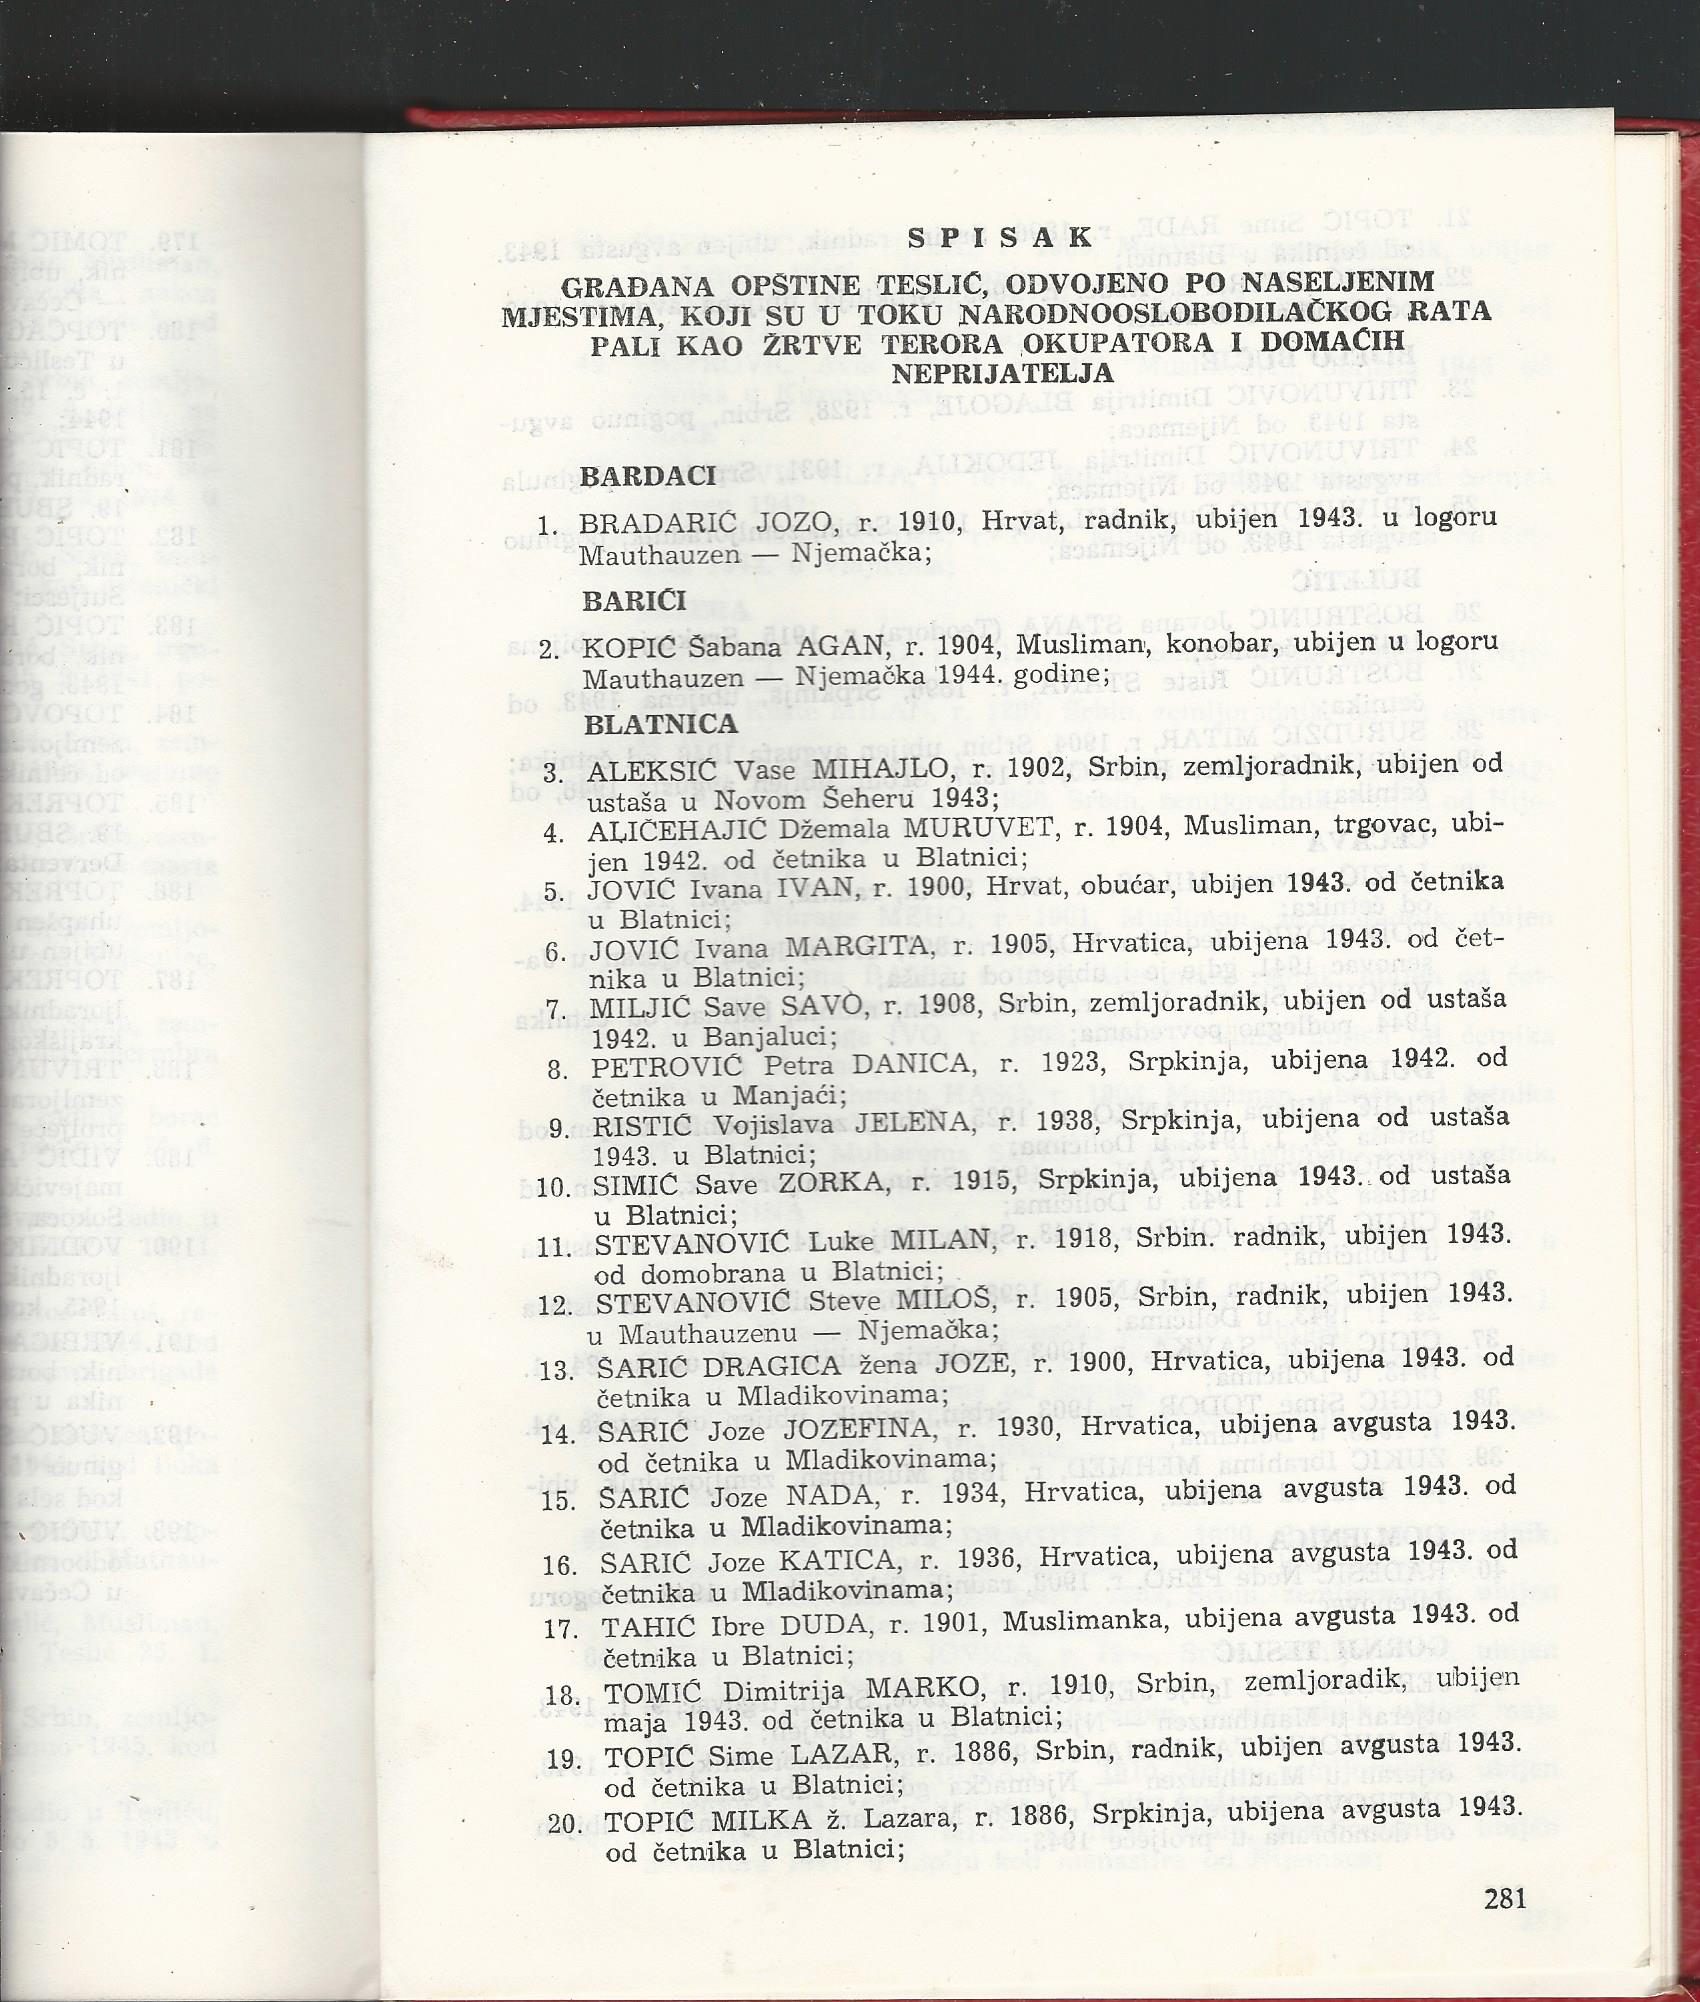 S P I S A K
GRAĐANA OPŠTINE TESLIĆ, ODVOJENO PO NASELJENIM
MJESTIMA, KOJI SU U TOKU NARODNOOSLOBODILAČKOG RATA
PALI KAO ŽRTVE TERORA OKUPATORA I DOMAĆIH
NEPRIJATELJA
BARDACI
1. BRADARIĆ JOZO, r. 1910, Hrvat, radnik, ubijen 1943. u logoru
Mauthauzen — Njemačka;
BARIĆI
2. KOPIĆ Šabana AGAN, r. 1904, Musliman, konobar, ubijen u logoru
Mauthauzen — Njemačka 1944. godine;
BLATNICA
3. ALEKSIĆ Vase MIHAJLO, r. 1902, Srbin, zemljoradnik, ubijen od
ustaša u Novom Šeheru 1943;
4. ALIČEHAJIĆ Džemala MURUVET, r. 1904, Musliman, trgovac, ubi-
jen 1942. od četnika u Blatnici;
5. JOVIĆ Ivana IVAN, r. 1900, Hrvat, obućar, ubijen 1943. od četnika
u Blatnici;
6. JOVIĆ Ivana MARGITA, r. 1905, Hrvatica, ubijena 1943. od čet-
nika u Blatnici;
7. MILJIĆ Save SAVO, r. 1908, Srbin, zemljoradnik, ubijen od ustaša
1942. u Banjaluci;
8. PETROVIĆ Petra DANICA, r. 1923, Srpkinja, ubijena 1942. od
četnika u Manjaći;
9. RISTIĆ Vojislava JELENA, r. 1938, Srpkinja, ubijena od ustaša
1943. u Blatnici;
10. SIMIĆ Save ZORKA, r. 1915, Srpkinja, ubijena 1943. od ustaša
u Blatnici;
11. STEVANOVIĆ Luke MILAN, r. 1918, Srbin. radnik, ubijen 1943.
od domobrana u Blatnici;
12. STEVANOVIĆ Steve MILOŠ, r. 1905, Srbin, radnik, ubijen 1943.
u Mauthauzenu — Njemačka;
13. ŠARIĆ DRAGICA žena JOZE, r. 1900, Hrvatica, ubijena 1943. od
četnika u Mladikovinama;
14. ŠARIĆ Joze JOZEFINA, r. 1930, Hrvatica, ubijena avgusta 1943.
od četnika u Mladikovinama;
15. ŠARIĆ Joze NADA, r. 1934, Hrvatica, ubijena avgusta 1943. od
četnika u Mladikovinama;
16. ŠARIĆ Joze KATICA, r. 1936, Hrvatica, ubijena avgusta 1943. od
četnika u Mladikovinama;
17. TAHIĆ Ibre DUDA, r. 1901, Muslimanka, ubijena avgusta 1943. od
četnika u Blatnici;
18. TOMIĆ Dimitrija MARKO, r. 1910, Srbin, zemljoradik, ubijen
maja 1943. od četnika u Blatnici;
19. TOPIĆ Sime LAZAR, r. 1886, Srbin, radnik, ubijen avgusta 1943.
od četnika u Blatnici;
20. TOPIĆ MILKA ž. Lazara, r. 1886, Srpkinja, ubijena avgusta 1943.
od četnika u Blatnici;
281